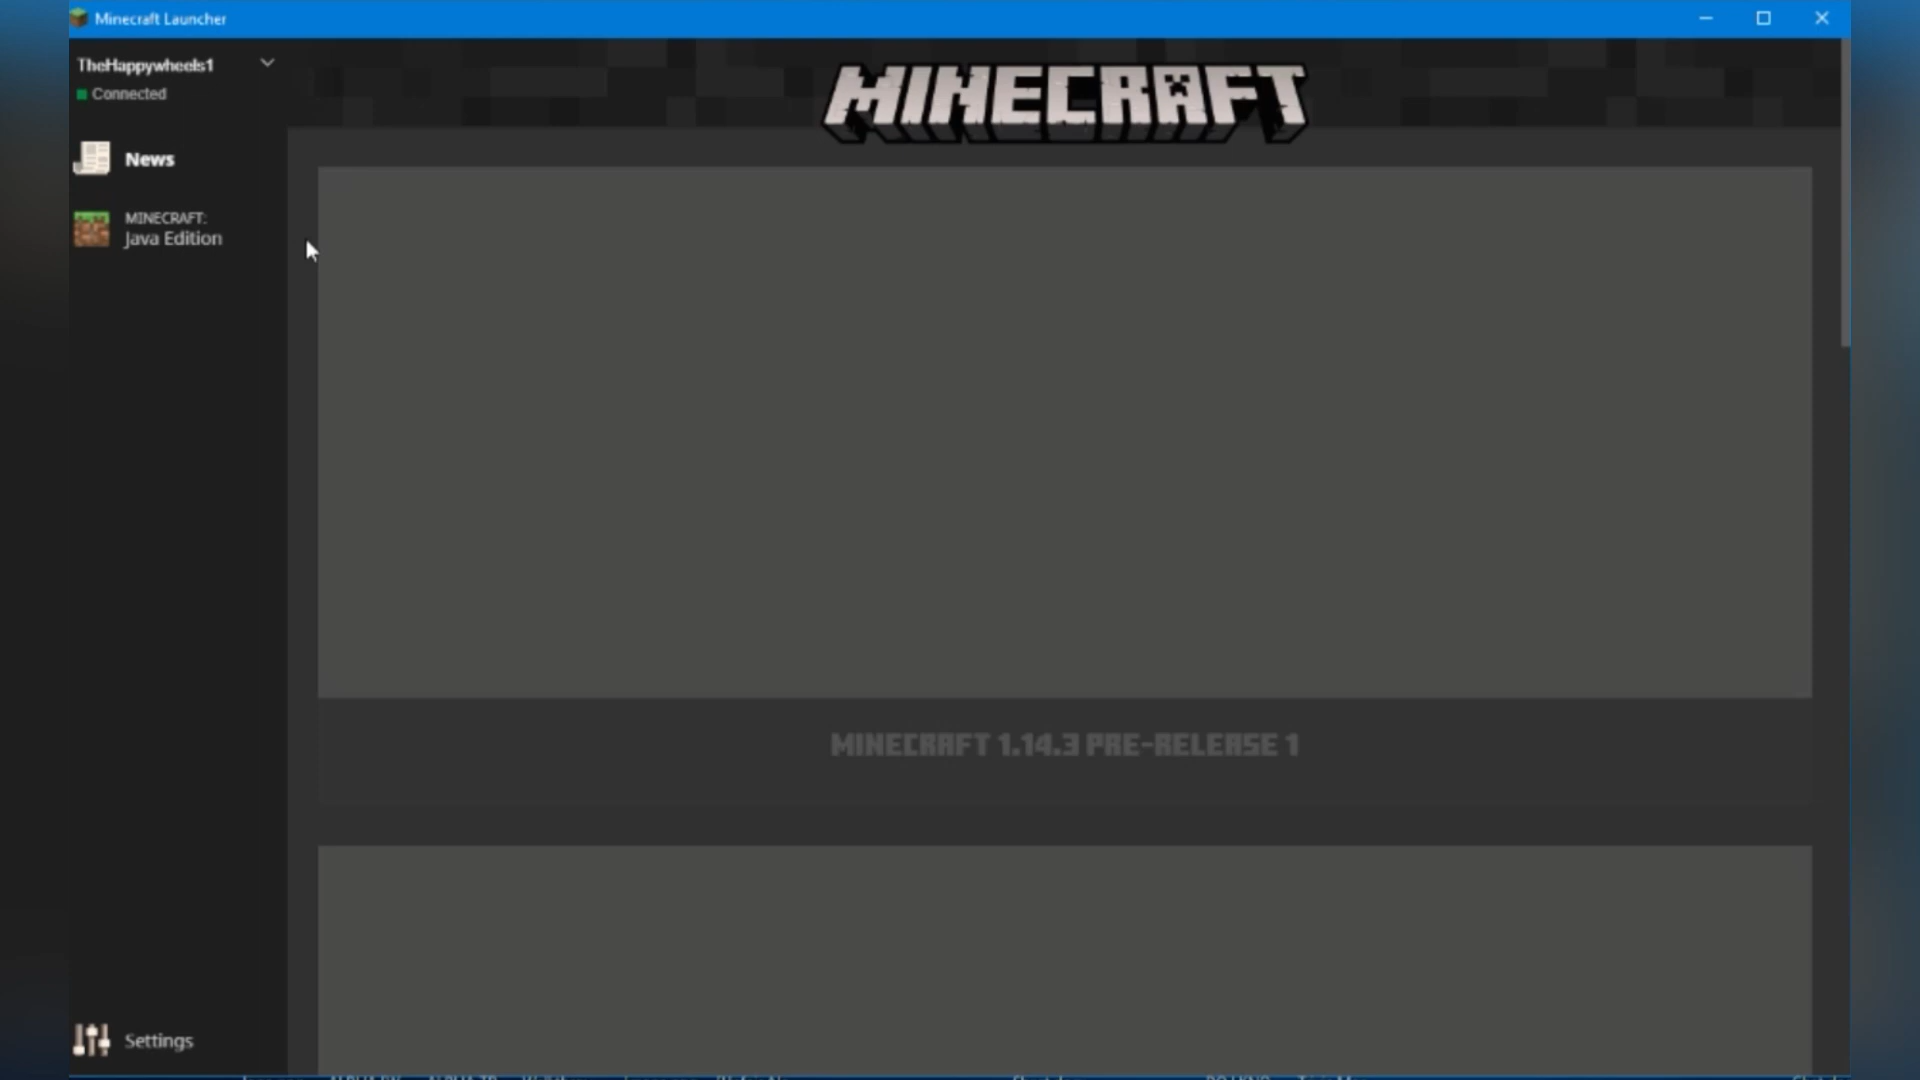 Minecraft Launcher
TheHappywheels1
Connected
MINECRAFT
News
MINECRAFT:
Java Edition
MINECRAFT 1.14.3 PRE-RELEASE 1
Settings